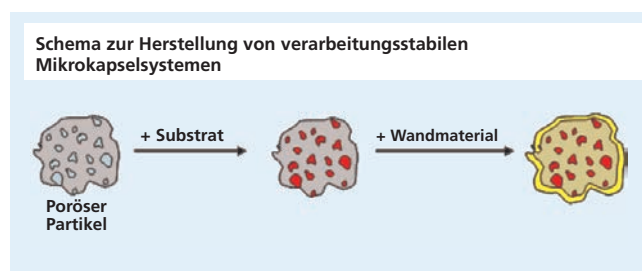 Schema zur Herstellung von verarbeitungsstabilen
Mikrokapselsystemen
+ Substrat
+ Wandmaterial
Poröser
Partikel